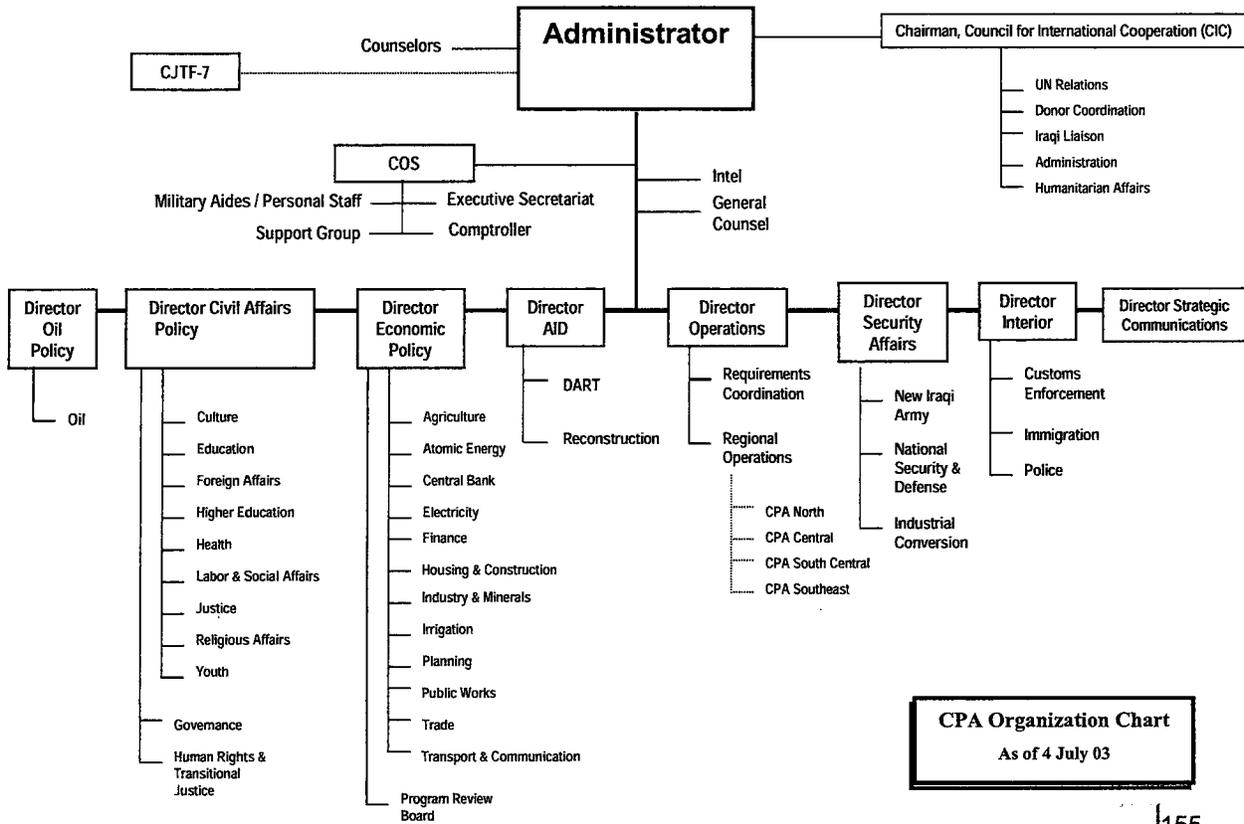 Administrator
Chairman, Council for International Cooperation (CIC)
Counselors
CJTF-7
UN Relations
Donor Coordination
Iraqi Liaison
Administration
Humanitarian Affairs
COS
Military Aides / Personal Staff
Executive Secretariat
Support Group
Comptroller
Intel
General
Counsel
Director
Oil
Policy
Oil
Director Civil Affairs
Policy
Culture
Education
Foreign Affairs
Higher Education
Health
Labor & Social Affairs
Justice
Religious Affairs
Youth
Governance
Human Rights &
Transitional
Justice
Director
Economic
Policy
Agriculture
Atomic Energy
Central Bank
Electricity
Finance
Housing & Construction
Industry & Minerals
Irrigation
Planning
Public Works
Trade
Transport & Communication
Program Review
Board
Director
AID
DART
Reconstruction
Director
Operations
Requirements
Coordination
Regional
Operations
CPA North
CPA Central
CPA South Central
CPA Southeast
Director
Security
Affairs
New Iraqi
Army
National
Security &
Defense
Industrial
Conversion
Director
Interior
Customs
Enforcement
Immigration
Police
Director Strategic
Communications
CPA Organization Chart
As of 4 July 03
155